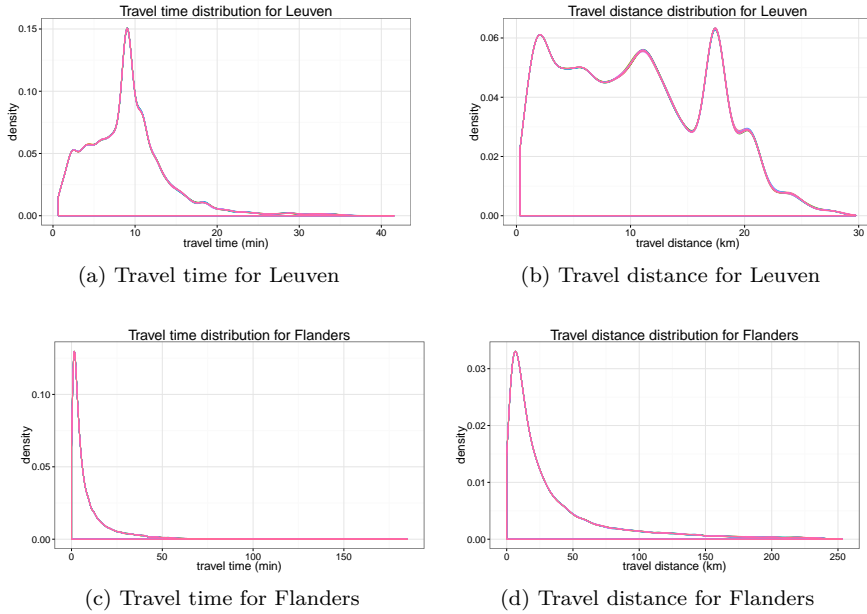 Travel time distribution for Leuven
0.15
0.10
0.05
0.00
density
0 10 20 30 40
travel time (min)
(a) Travel time for Leuven
Travel distance distribution for Leuven
0.06
0.04
0.02
0.00
density
0 10 20 30
travel distance (km)
(b) Travel distance for Leuven
Travel time distribution for Flanders
0.10
0.05
0.00
density
0 50 100 150
travel time (min)
(c) Travel time for Flanders
Travel distance distribution for Flanders
0.03
0.02
0.01
0.00
density
0 50 100 150 200 250
travel distance (km)
(d) Travel distance for Flanders